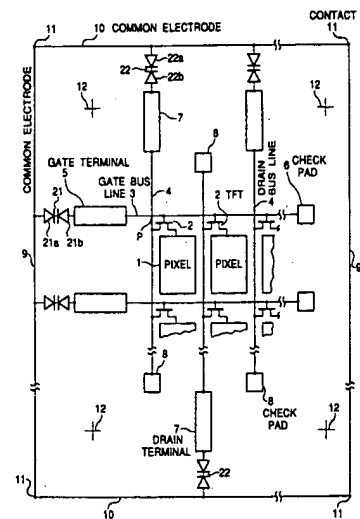 11 10 COMMON ELECTRODE CONTACT 11
22a
22
22b
12 12
7
8
COMMON ELECTRODE
GATE TERMINAL
5
GATE BUS LINE 3
4
DRAIN BUS LINE
4
CHECK PAD
6
2 TFT
21
21a 21b
P 2
9 1 PIXEL PIXEL 9
8
8
CHECK PAD
12 12
7
DRAIN TERMINAL
22
11 10 11